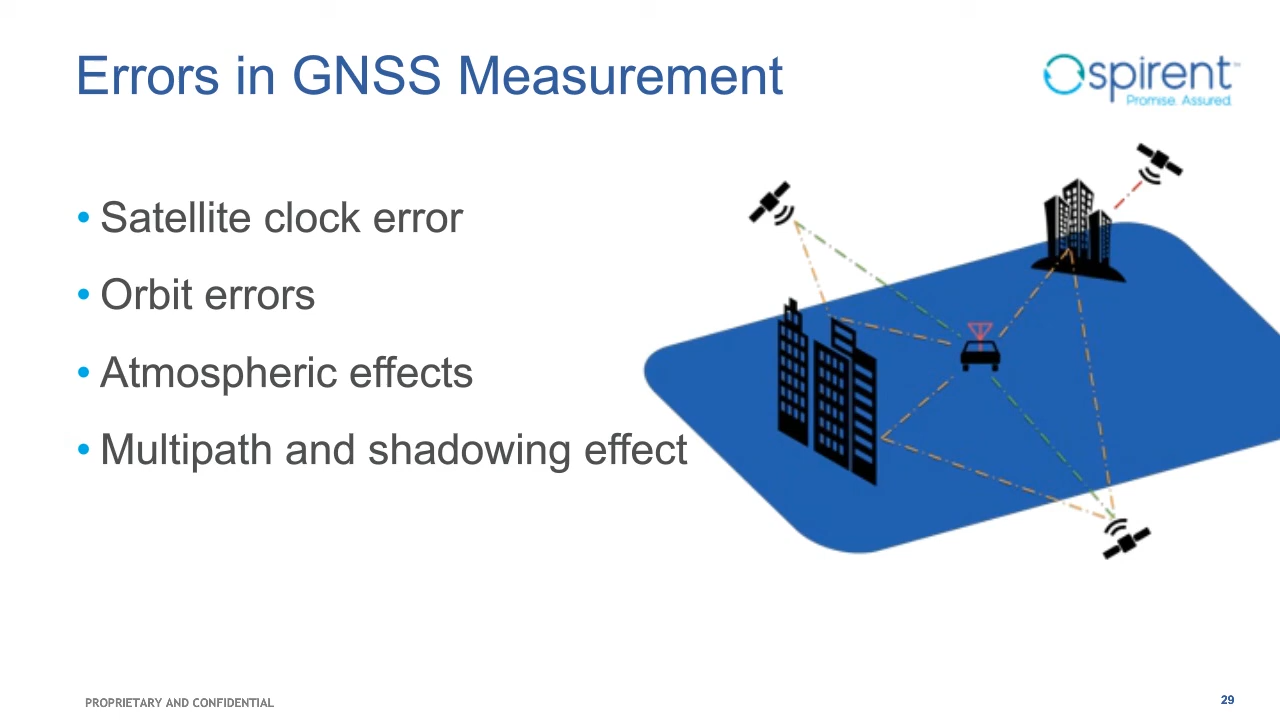 Errors in GNSS Measurement
spirent™
Promise. Assured.
• Satellite clock error
• Orbit errors
• Atmospheric effects
• Multipath and shadowing effect
PROPRIETARY AND CONFIDENTIAL
29